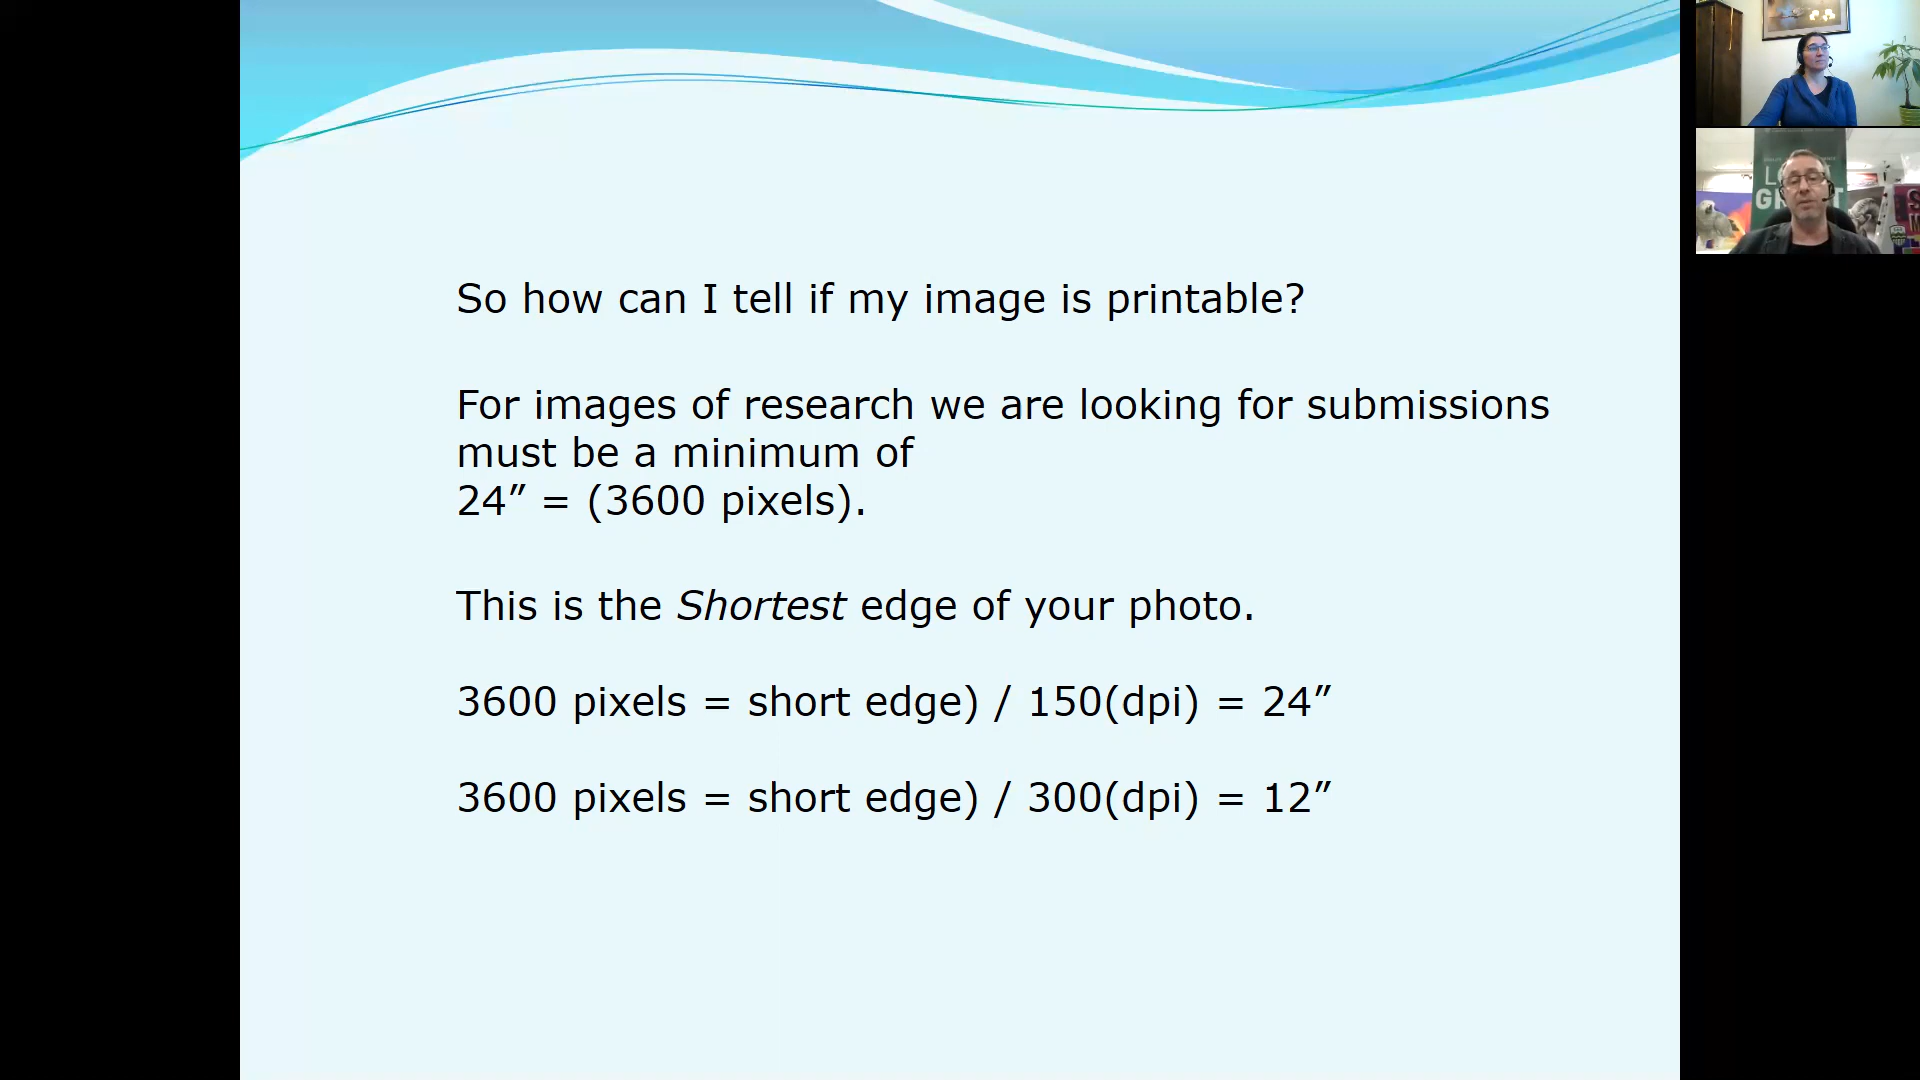 So how can I tell if my image is printable?
For images of research we are looking for submissions
must be a minimum of
24” = (3600 pixels).
This is the Shortest edge of your photo.
3600 pixels = short edge) / 150(dpi) = 24”
3600 pixels = short edge) / 300(dpi) = 12”